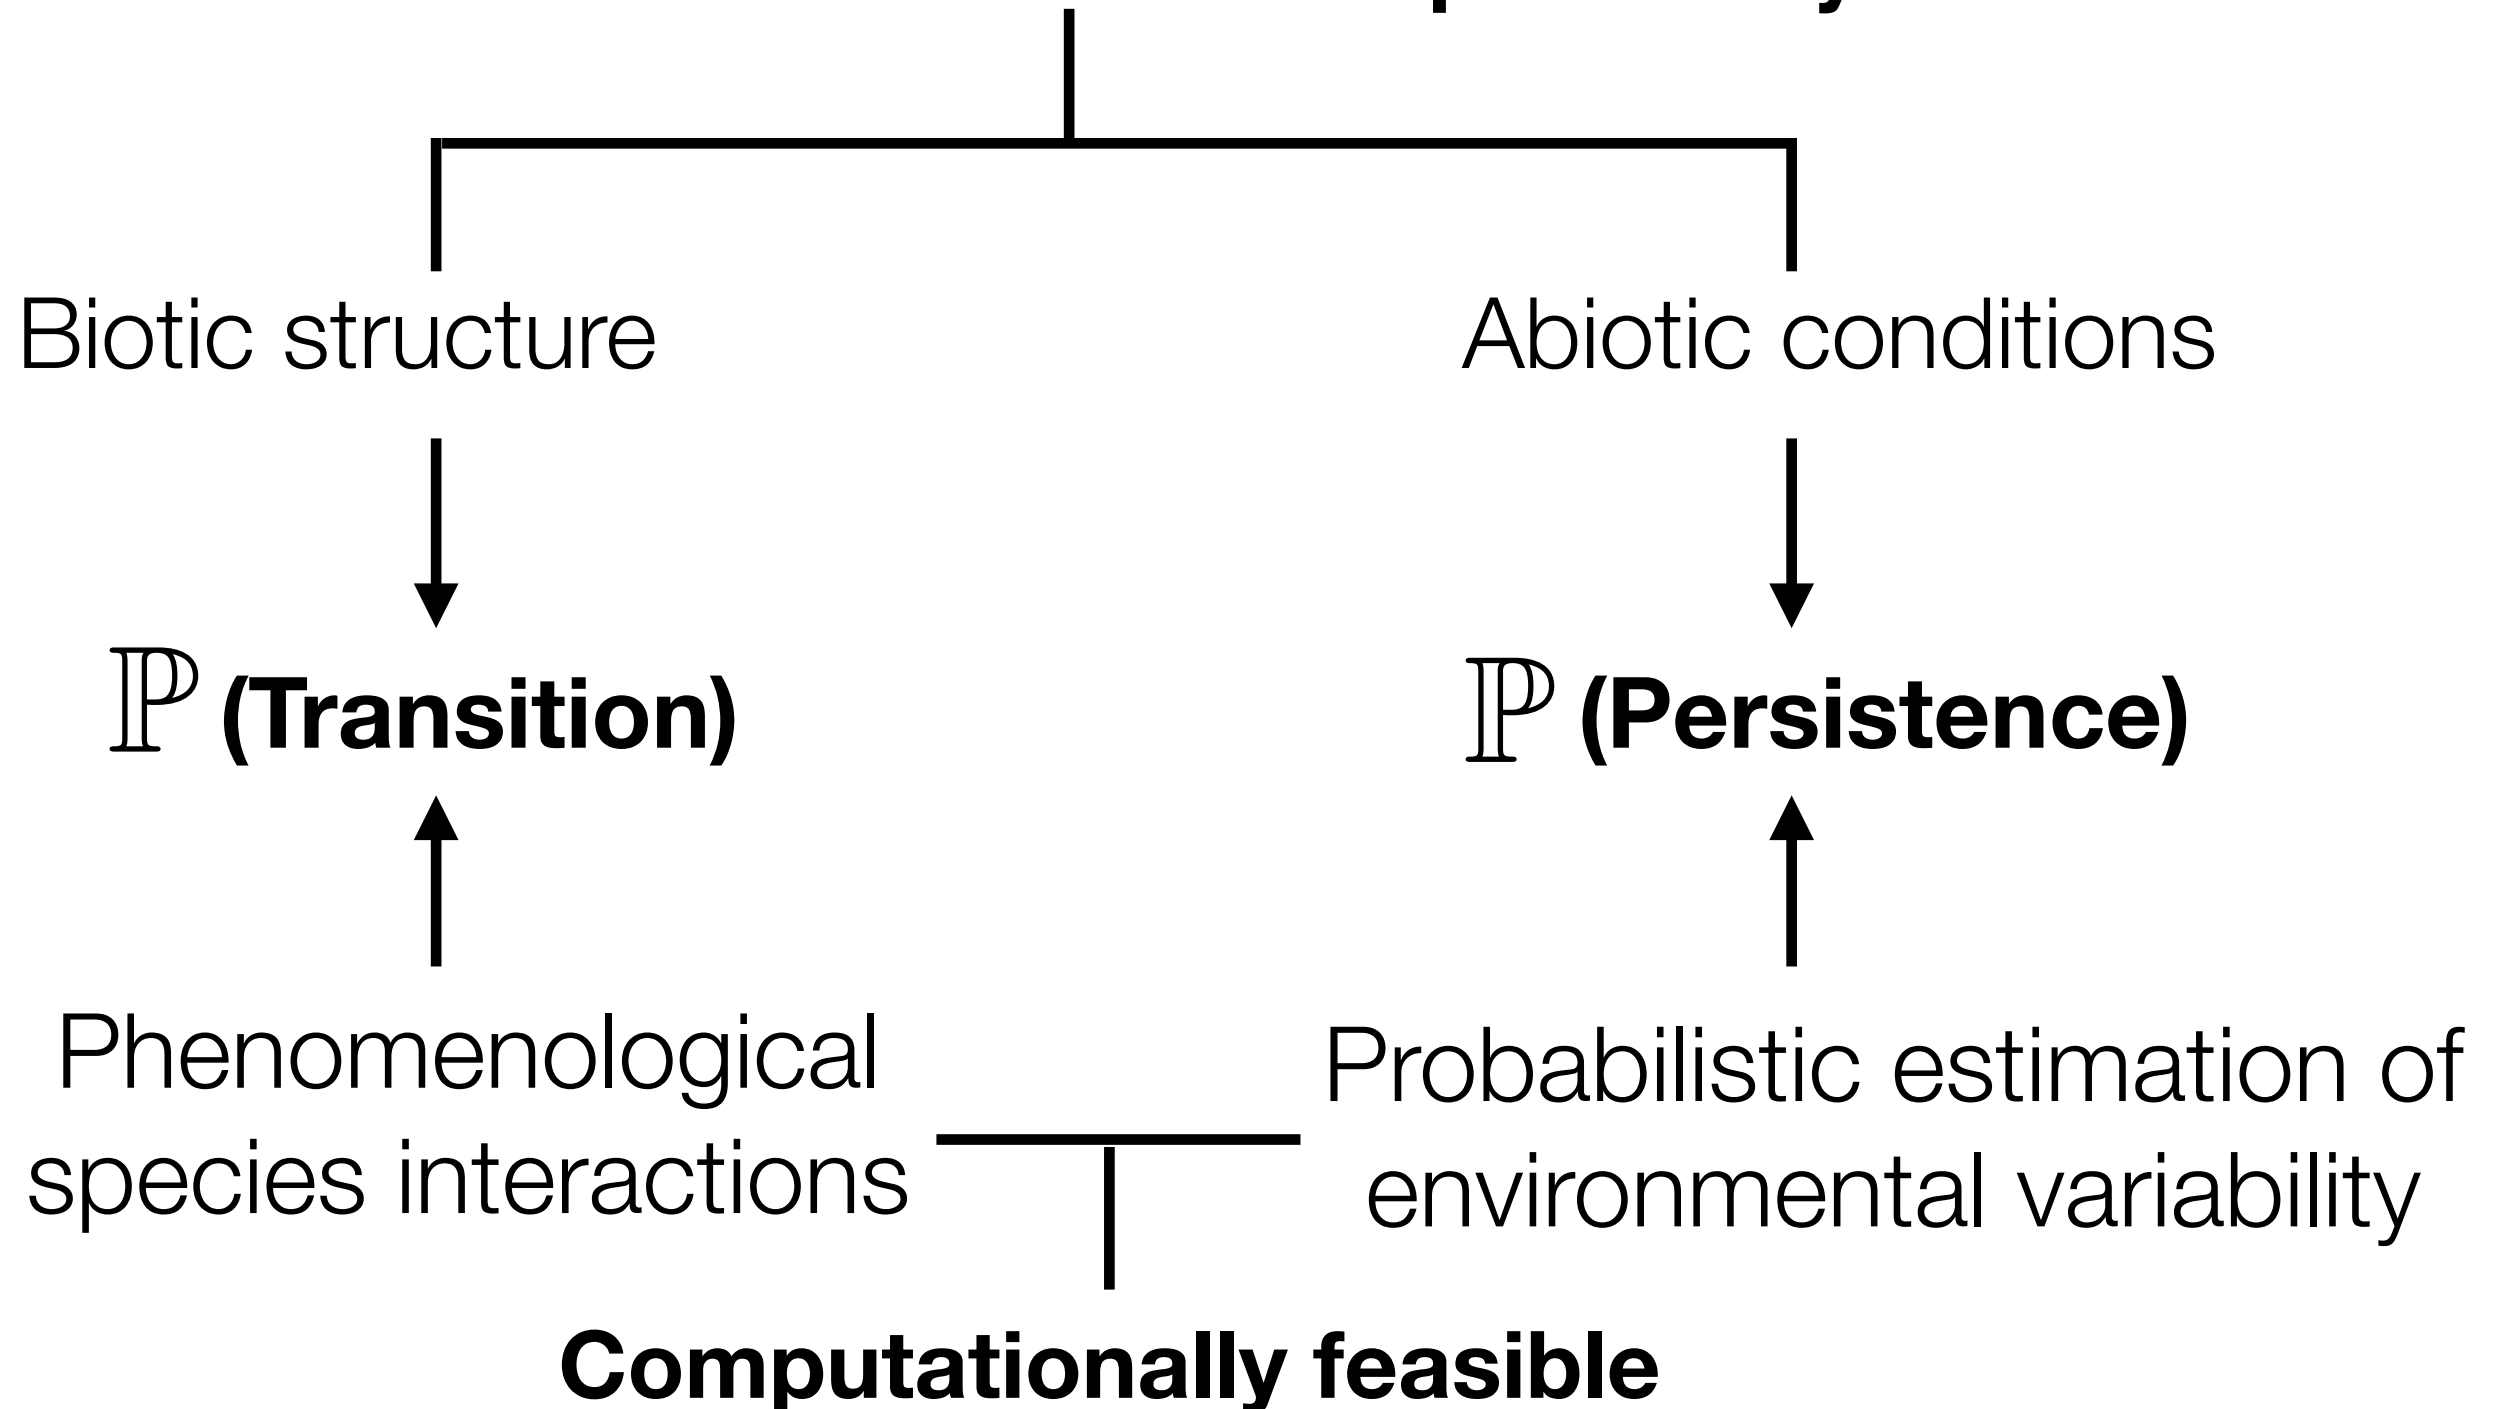 Biotic structure
Abiotic conditions
ℙ (Transition)
ℙ (Persistence)
Phenomenological
species interactions
Probabilistic estimation of
environmental variability
Computationally feasible